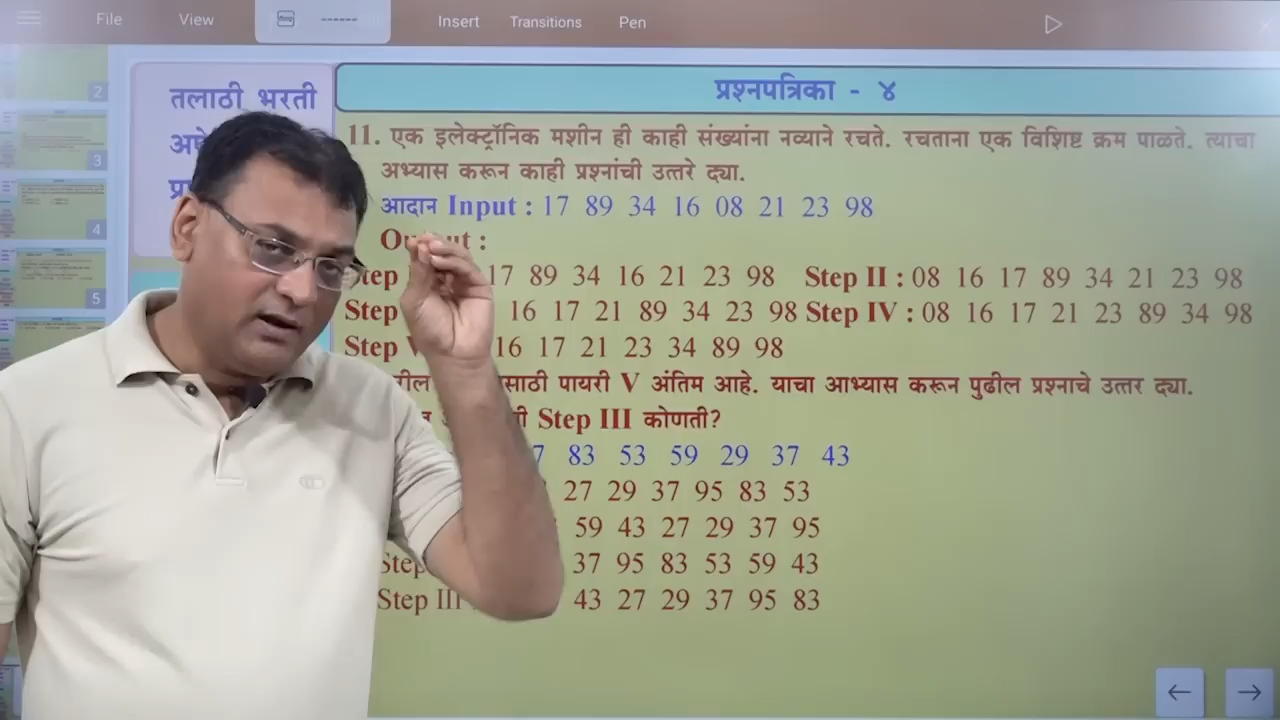 File View Insert Transitions Pen
2
3
4
5
तलाठी भरती
प्रश्नपत्रिका - ४
11. एक इलेक्ट्रॉनिक मशीन ही काही संख्यांना नव्याने रचते. रचताना एक विशिष्ट क्रम पाळते. त्याचा
अभ्यास करून काही प्रश्नांची उत्तरे द्या.
आदान Input : 17 89 34 16 08 21 23 98
17 89 34 16 21 23 98 Step II : 08 16 17 89 34 21 23 98
Step 16 17 21 89 34 23 98 Step IV : 08 16 17 21 23 89 34 98
Step 16 17 21 23 34 89 98
पायरी V अंतिम आहे. याचा आभ्यास करून पुढील प्रश्नाचे उत्तर द्या.
Step III कोणती?
83 53 59 29 37 43
27 29 37 95 83 53
59 43 27 29 37 95
37 95 83 53 59 43
Step III 43 27 29 37 95 83